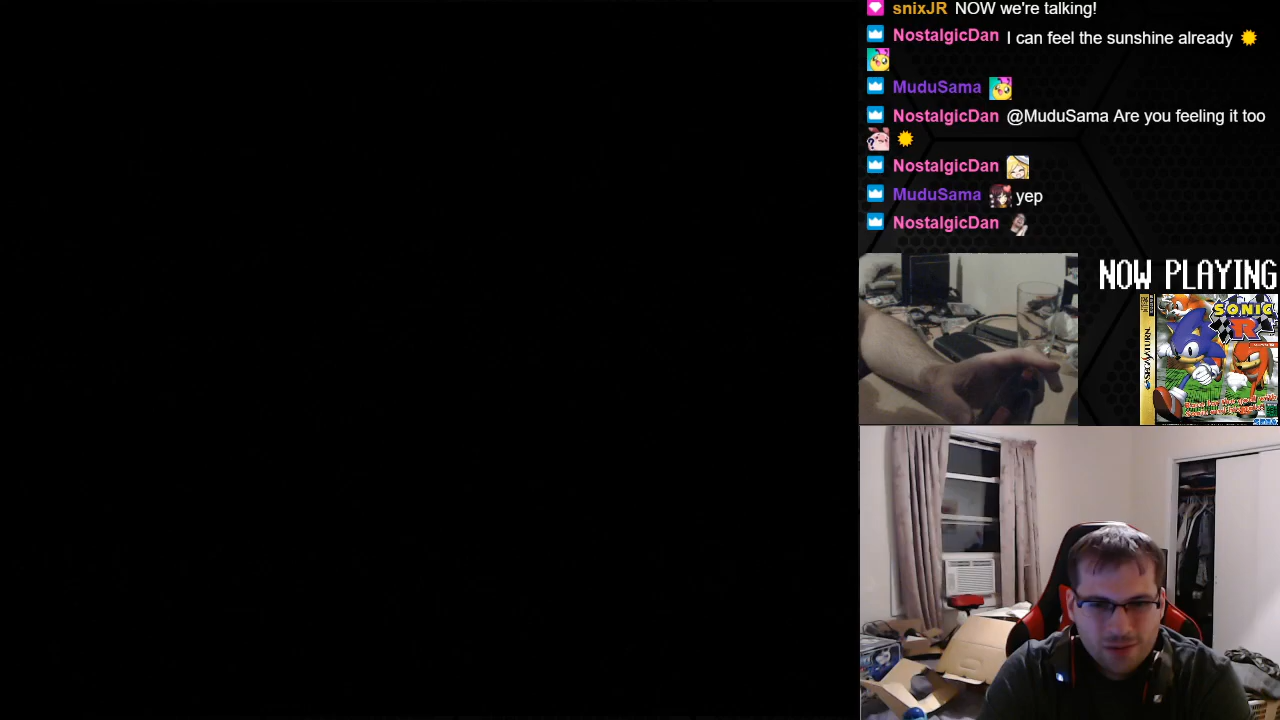 snixJR NOW we're talking!
NostalgicDan I can feel the sunshine already
MuduSama
NostalgicDan @MuduSama Are you feeling it too
NostalgicDan
MuduSama yep
NostalgicDan
NOW PLAYING
SONIC
R
SEGA SATURN
SEGA